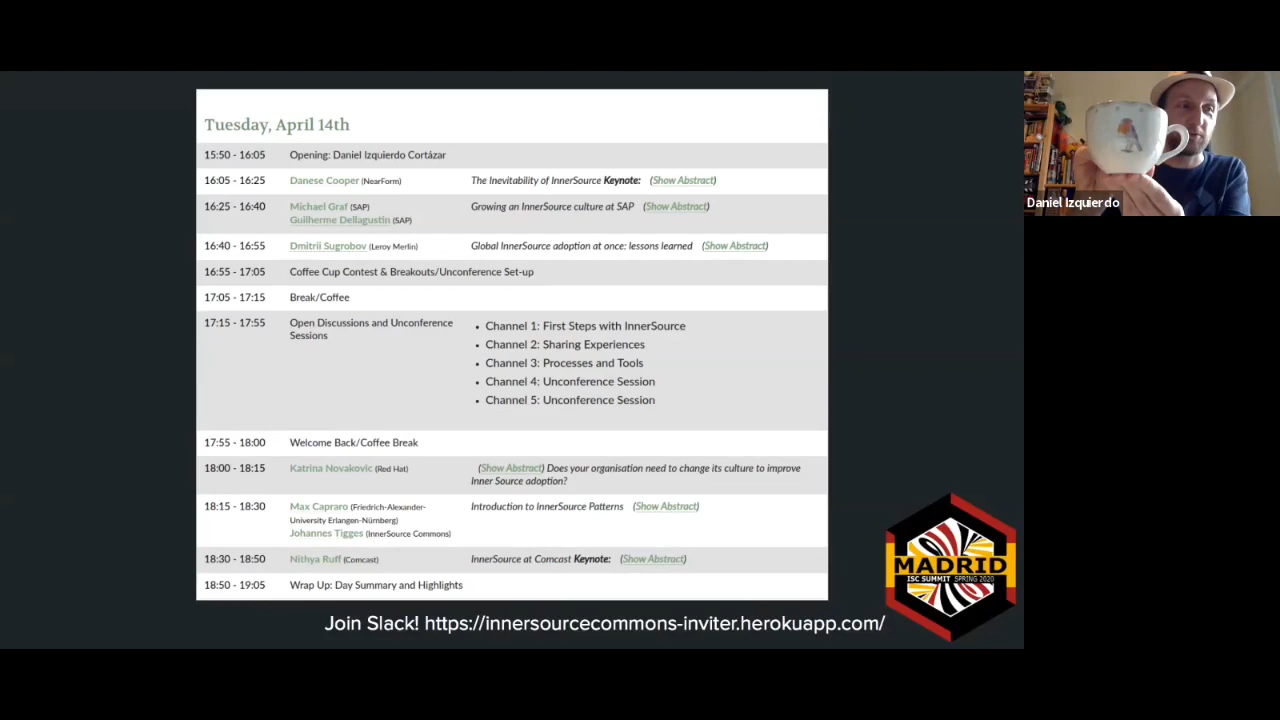 Tuesday, April 14th
15:50 - 16:05 Opening: Daniel Izquierdo Cortázar
16:05 - 16:25 Danese Cooper (NearForm) The Inevitability of InnerSource Keynote: (Show Abstract)
16:25 - 16:40 Michael Graf (SAP) Growing an InnerSource culture at SAP (Show Abstract)
Guilherme Dellagustin (SAP)
16:40 - 16:55 Dmitrii Sugrobov (Leroy Merlin) Global InnerSource adoption at once: lessons learned (Show Abstract)
16:55 - 17:05 Coffee Cup Contest & Breakouts/Unconference Set-up
17:05 - 17:15 Break/Coffee
17:15 - 17:55 Open Discussions and Unconference
Sessions
• Channel 1: First Steps with InnerSource
• Channel 2: Sharing Experiences
• Channel 3: Processes and Tools
• Channel 4: Unconference Session
• Channel 5: Unconference Session
17:55 - 18:00 Welcome Back/Coffee Break
18:00 - 18:15 Katrina Novakovic (Red Hat) (Show Abstract) Does your organisation need to change its culture to improve
Inner Source adoption?
18:15 - 18:30 Max Capraro (Friedrich-Alexander- Introduction to InnerSource Patterns (Show Abstract)
University Erlangen-Nürnberg)
Johannes Tigges (InnerSource Commons)
18:30 - 18:50 Nithya Ruff (Comcast) InnerSource at Comcast Keynote: (Show Abstract)
18:50 - 19:05 Wrap Up: Day Summary and Highlights
Join Slack! https://innersourcecommons-inviter.herokuapp.com/
MADRID
ISC SUMMIT SPRING 2020
Daniel Izquierdo